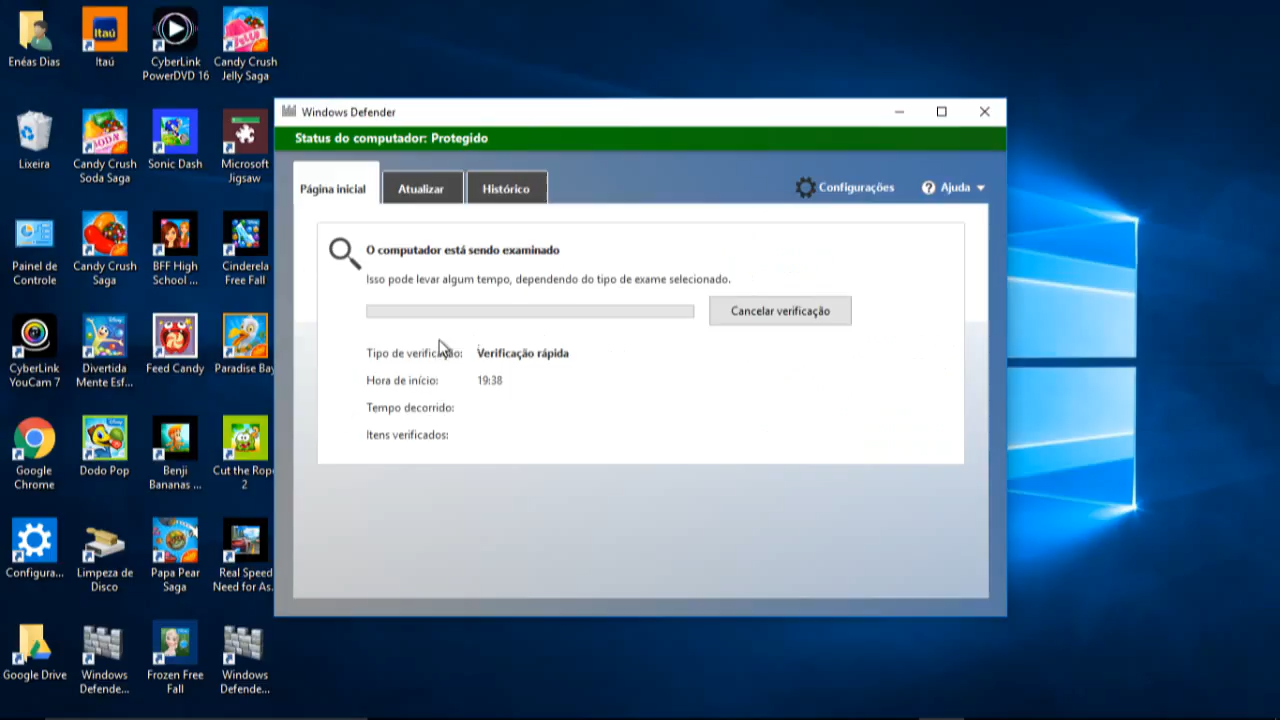 Enéas Dias
Itaú
Itaú
CyberLink
PowerDVD 16
Candy Crush
Jelly Saga
Lixeira
Candy Crush
Soda Saga
Sonic Dash
Microsoft
Jigsaw
Painel de
Controle
Candy Crush
Saga
BFF High
School ...
Cinderela
Free Fall
CyberLink
YouCam 7
Divertida
Mente Esf...
Feed Candy
Paradise Bay
Google
Chrome
Dodo Pop
Benji
Bananas ...
Cut the Rope
2
Configura...
Limpeza de
Disco
Papa Pear
Saga
Real Speed
Need for As.
Google Drive
Windows
Defende...
Frozen Free
Fall
Windows
Defende...
Windows Defender
Status do computador: Protegido
Página inicial
Atualizar
Histórico
Configurações
Ajuda
O computador está sendo examinado
Isso pode levar algum tempo, dependendo do tipo de exame selecionado.
Cancelar verificação
Tipo de verificação: Verificação rápida
Hora de início: 19:38
Tempo decorrido:
Itens verificados: